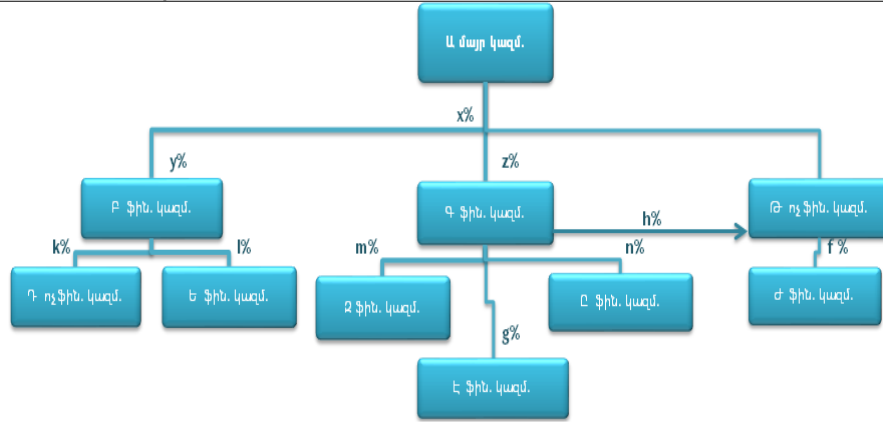 Ա մայր կազմ.
x%
y%
z%
Բ ֆին. կազմ.
Գ ֆին. կազմ.
h%
Թ ոչ ֆին. կազմ.
k%
l%
m%
n%
f %
Դ ոչ ֆին. կազմ.
Ե ֆին. կազմ.
Զ ֆին. կազմ.
Ը ֆին. կազմ.
Ժ ֆին. կազմ.
g%
Է ֆին. կազմ.